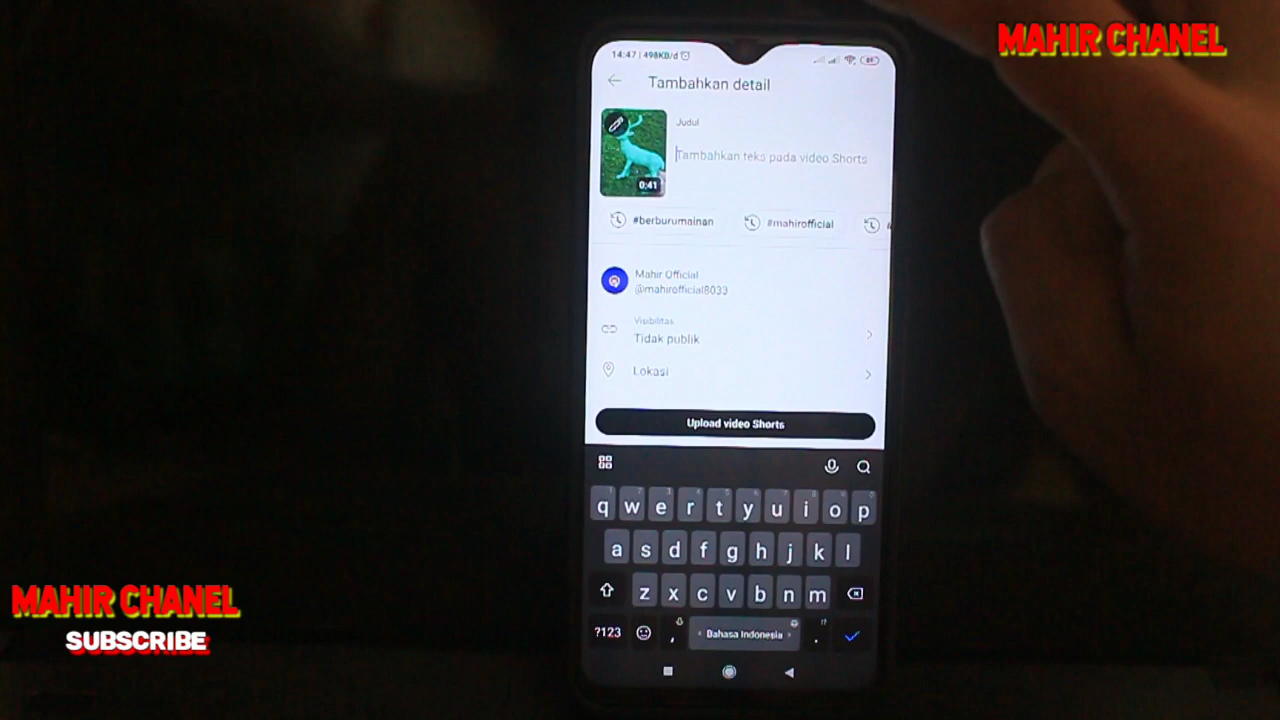 MAHIR CHANEL
14:47 | 498KB/d
Tambahkan detail
Judul
Tambahkan teks pada video Shorts
0:41
#berburumainan #mahirofficial
Mahir Official
@mahirofficial8033
Visibilitas
Tidak publik
Lokasi
Upload video Shorts
q w e r t y u i o p
a s d f g h j k l
z x c v b n m
?123 , Bahasa Indonesia .
MAHIR CHANEL
SUBSCRIBE